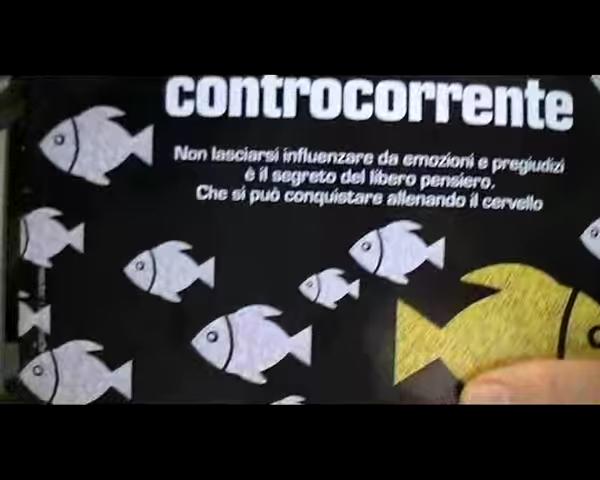 controcorrente
Non lasciarsi influenzare da emozioni e pregiudizi
è il segreto del libero pensiero.
Che si può conquistare allenando il cervello